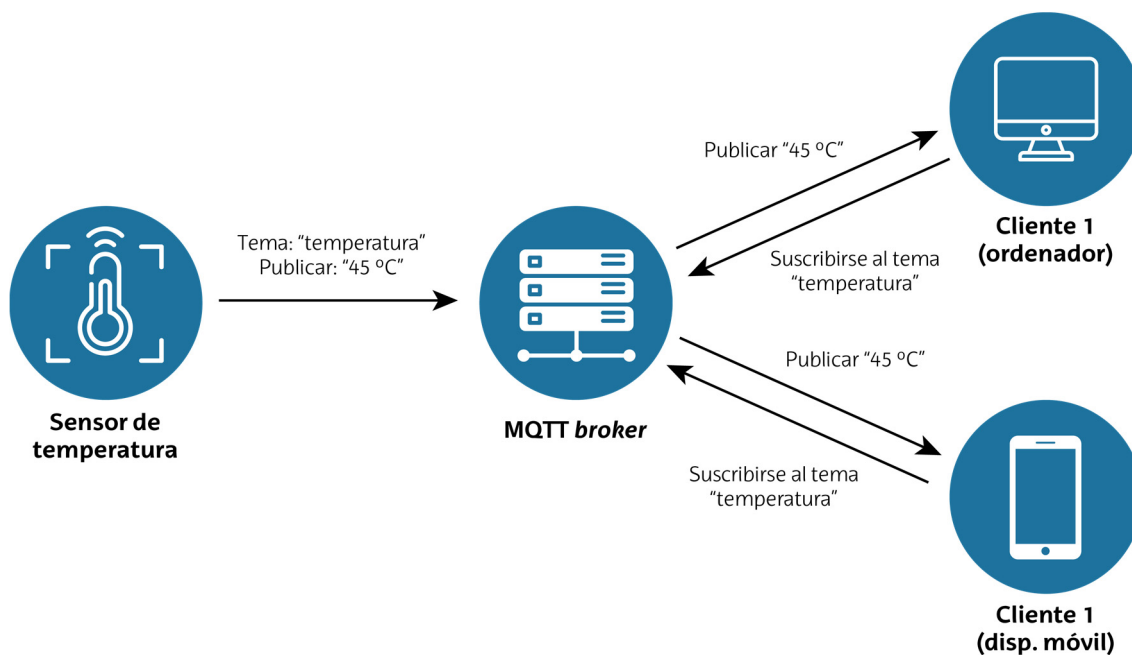 Tema: “temperatura”
Publicar: “45 ºC”
Sensor de
temperatura
MQTT broker
Publicar “45 ºC”
Suscribirse al tema
“temperatura”
Cliente 1
(ordenador)
Publicar “45 ºC”
Suscribirse al tema
“temperatura”
Cliente 1
(disp. móvil)